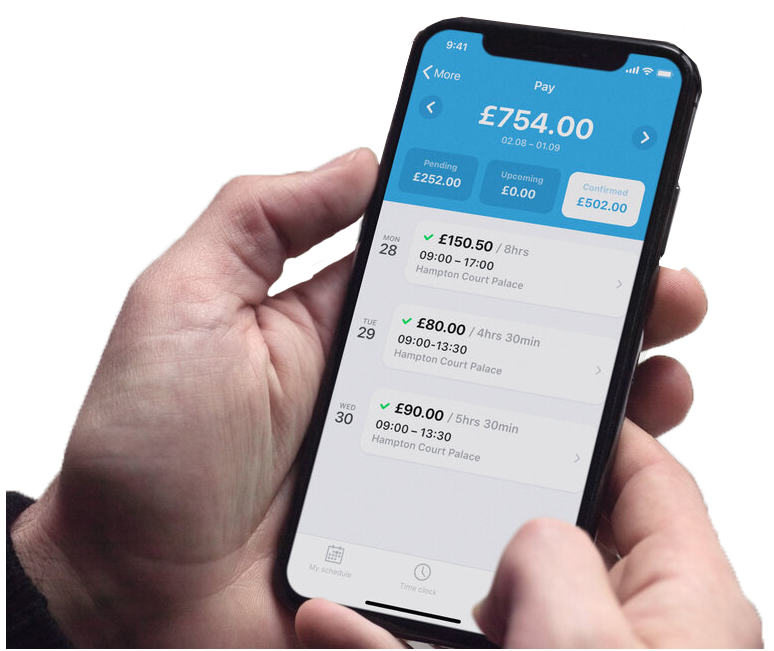 9:41
More
Pay
£754.00
02.08 – 01.09
Pending
£252.00
Upcoming
£0.00
Confirmed
£502.00
MON
28
£150.50 / 8hrs
09:00 – 17:00
Hampton Court Palace
TUE
29
£80.00 / 4hrs 30min
09:00-13:30
Hampton Court Palace
WED
30
£90.00 / 5hrs 30min
09:00 – 13:30
Hampton Court Palace
My schedule
Time clock